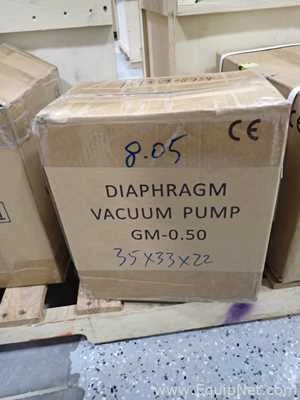 CE
8.05
DIAPHRAGM
VACUUM PUMP
GM-0.50
35X33X22
www.EquipNet.com